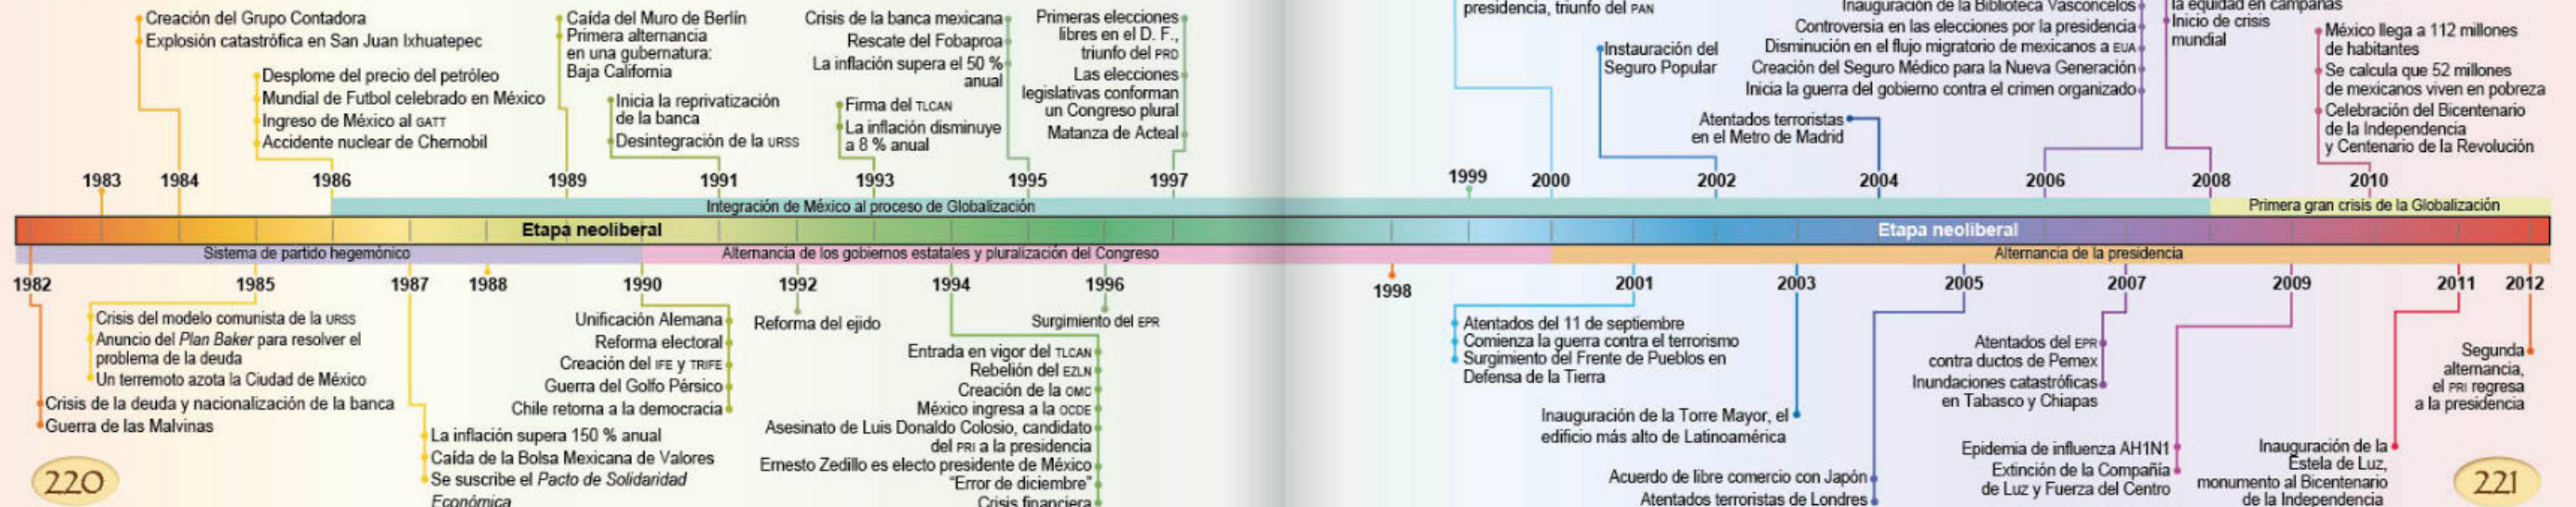 Creación del Grupo Contadora
Explosión catastrófica en San Juan Ixhuatepec
Desplome del precio del petróleo
Mundial de Futbol celebrado en México
Ingreso de México al GATT
Accidente nuclear de Chernobil
Caída del Muro de Berlín
Primera alternancia
en una gubernatura:
Baja California
Inicia la reprivatización
de la banca
Desintegración de la URSS
Crisis de la banca mexicana
Rescate del Fobaproa
La inflación supera el 50 %
anual
Firma del TLCAN
La inflación disminuye
a 8 % anual
Primeras elecciones
libres en el D. F.,
triunfo del PRD
Las elecciones
legislativas conforman
un Congreso plural
Matanza de Acteal
1983
1984
1986
1989
1991
1993
1995
1997
Integración de México al proceso de Globalización
Etapa neoliberal
Sistema de partido hegemónico
Alternancia de los gobiernos estatales y pluralización del Congreso
1982
1985
1987
1988
1990
1992
1994
1996
Crisis del modelo comunista de la URSS
Anuncio del Plan Baker para resolver el
problema de la deuda
Un terremoto azota la Ciudad de México
Crisis de la deuda y nacionalización de la banca
Guerra de las Malvinas
La inflación supera 150 % anual
Caída de la Bolsa Mexicana de Valores
Se suscribe el Pacto de Solidaridad
Económica
Unificación Alemana
Reforma electoral
Creación del IFE y TRIFE
Guerra del Golfo Pérsico
Chile retorna a la democracia
Reforma del ejido
Entrada en vigor del TLCAN
Rebelión del EZLN
Creación de la OMC
México ingresa a la OCDE
Asesinato de Luis Donaldo Colosio, candidato
del PRI a la presidencia
Ernesto Zedillo es electo presidente de México
"Error de diciembre"
Crisis financiera
Surgimiento del EPR
220
presidencia, triunfo del PAN
Instauración del
Seguro Popular
Inauguración de la Biblioteca Vasconcelos
Controversia en las elecciones por la presidencia
Disminución en el flujo migratorio de mexicanos a EUA
Creación del Seguro Médico para la Nueva Generación
Inicia la guerra del gobierno contra el crimen organizado
Atentados terroristas
en el Metro de Madrid
la equidad en campañas
Inicio de crisis
mundial
México llega a 112 millones
de habitantes
Se calcula que 52 millones
de mexicanos viven en pobreza
Celebración del Bicentenario
de la Independencia
y Centenario de la Revolución
1999
2000
2002
2004
2006
2008
2010
Primera gran crisis de la Globalización
Etapa neoliberal
Alternancia de la presidencia
1998
2001
2003
2005
2007
2009
2011
2012
Atentados del 11 de septiembre
Comienza la guerra contra el terrorismo
Surgimiento del Frente de Pueblos en
Defensa de la Tierra
Inauguración de la Torre Mayor, el
edificio más alto de Latinoamérica
Acuerdo de libre comercio con Japón
Atentados terroristas de Londres
Atentados del EPR
contra ductos de Pemex
Inundaciones catastróficas
en Tabasco y Chiapas
Epidemia de influenza AH1N1
Extinción de la Compañía
de Luz y Fuerza del Centro
Inauguración de la
Estela de Luz,
monumento al Bicentenario
de la Independencia
Segunda
alternancia,
el PRI regresa
a la presidencia
221